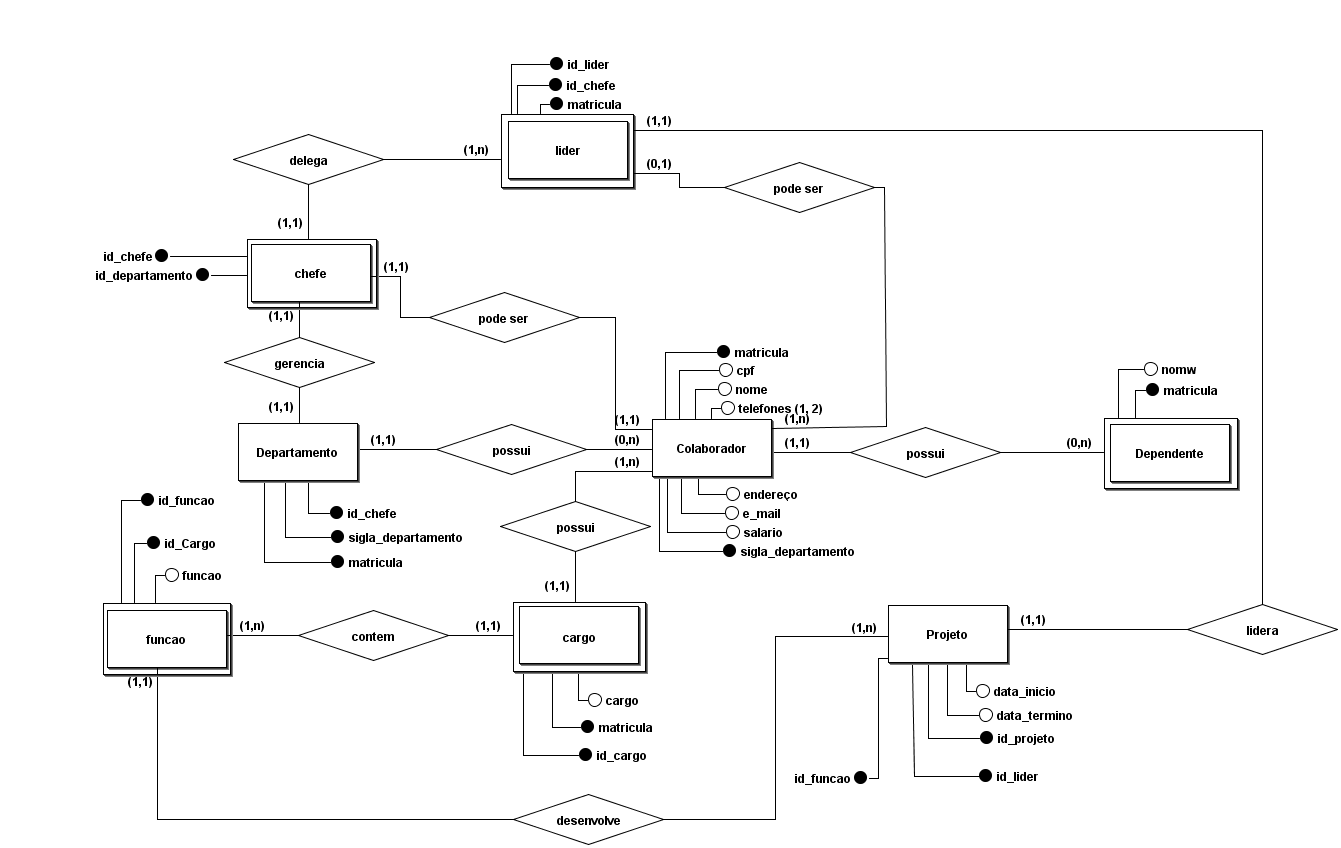 id_lider
id_chefe
matricula
(1,1)
lider
delega
(1,n)
(0,1)
pode ser
(1,1)
id_chefe
id_departamento
chefe
(1,1)
(1,1)
pode ser
gerencia
(1,1)
matricula
cpf
nome
telefones (1, 2)
(1,n)
(1,1)
nomw
matricula
Departamento
(1,1)
possui
(0,n)
Colaborador
(1,1)
possui
(0,n)
Dependente
(1,n)
id_chefe
sigla_departamento
matricula
endereço
e_mail
salario
sigla_departamento
possui
(1,1)
id_funcao
id_Cargo
funcao
funcao
(1,n)
contem
(1,1)
cargo
(1,1)
cargo
matricula
id_cargo
(1,n)
Projeto
(1,1)
lidera
data_inicio
data_termino
id_projeto
id_lider
id_funcao
desenvolve